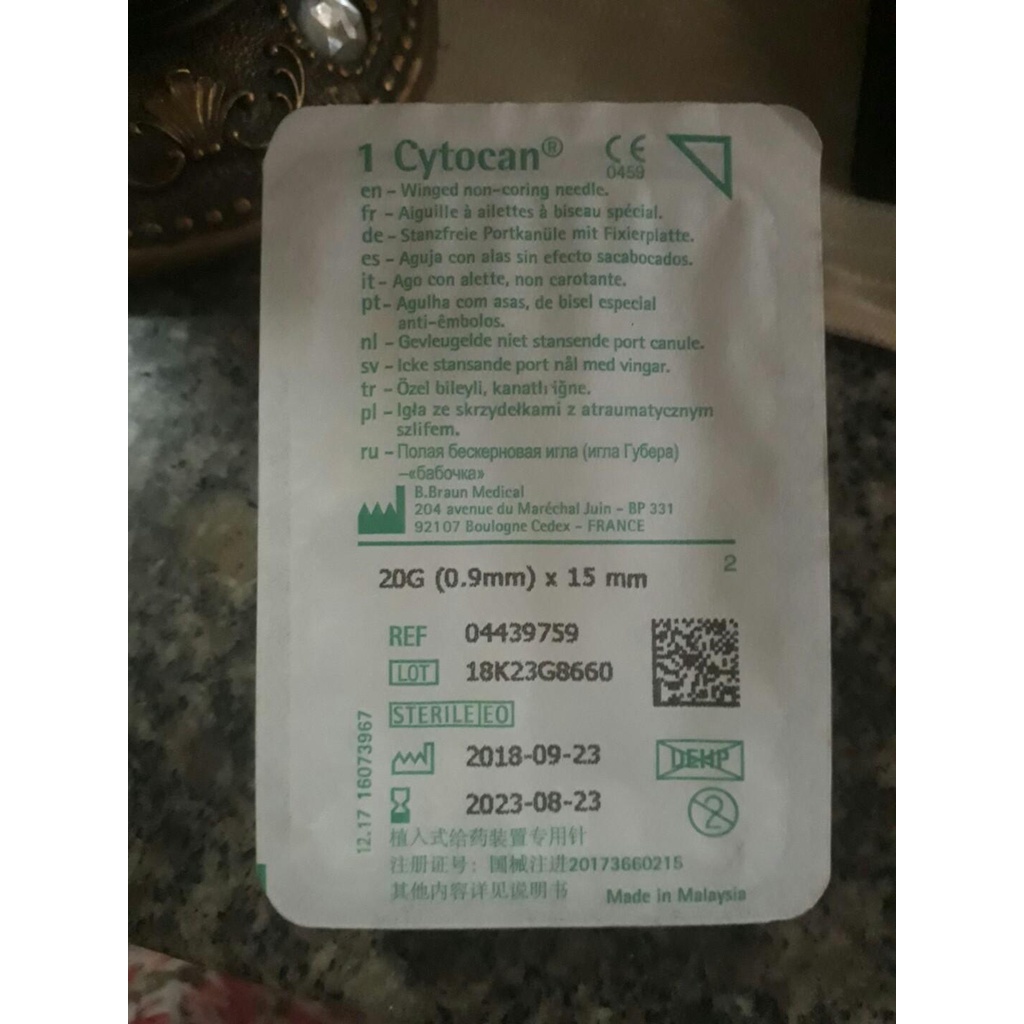 1 Cytocan® CE
0459
en – Winged non-coring needle.
fr – Aiguille à ailettes à biseau spécial.
de – Stanzfreie Portkanüle mit Fixierplatte.
es – Aguja con alas sin efecto sacabocados.
it – Ago con alette, non carotante.
pt – Agulha com asas, de bisel especial
anti-êmbolos.
nl – Gevleugelde niet stansende port canule.
sv – Icke stansande port nål med vingar.
tr – Özel bileyli, kanatlı iğne.
pl – Igła ze skrzydełkami z atraumatycznym
szlifem.
ru – Полая бескерновая игла (игла Губера)
–«бабочка»
B.Braun Medical
204 avenue du Maréchal Juin – BP 331
92107 Boulogne Cedex – FRANCE
2
20G (0.9mm) x 15 mm
REF 04439759
LOT 18K23G8660
STERILE EO
2018-09-23
DEHP
2023-08-23
2
12.17 16073967
植入式给药装置专用针
注册证号：国械注进20173660215
其他内容详见说明书
Made in Malaysia